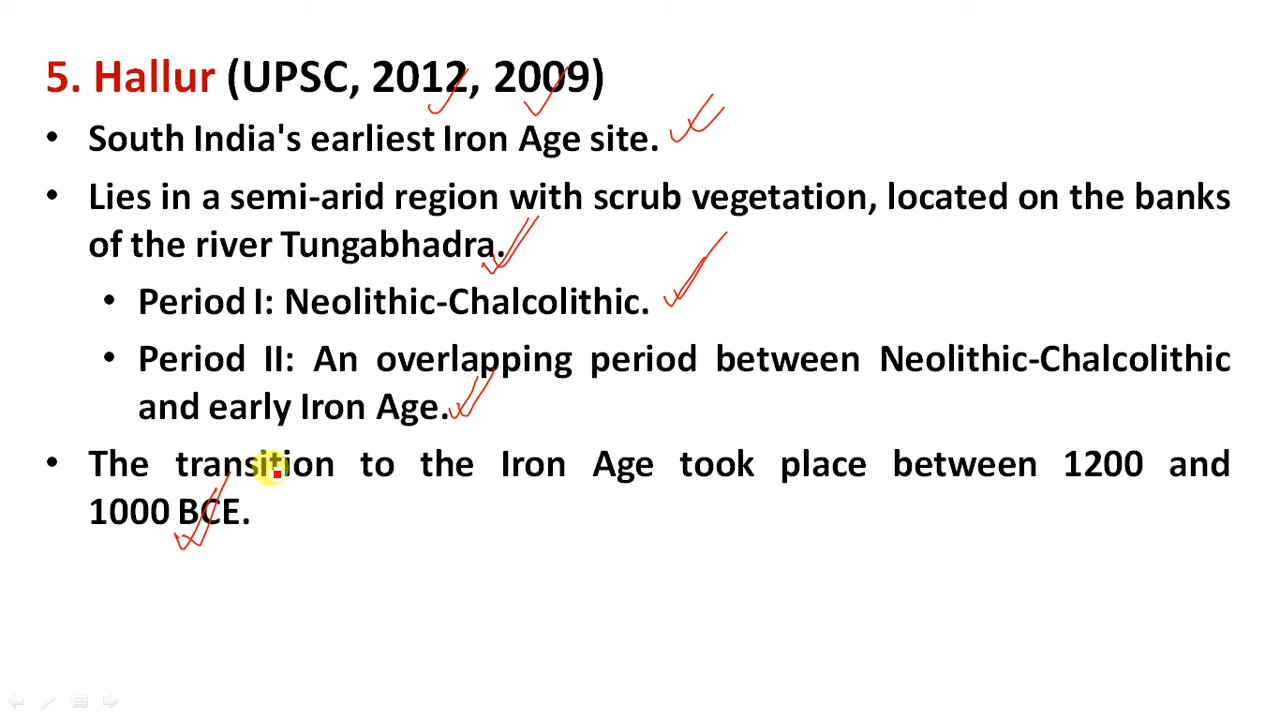 5. Hallur (UPSC, 2012, 2009)
• South India's earliest Iron Age site.
• Lies in a semi-arid region with scrub vegetation, located on the banks
of the river Tungabhadra.
• Period I: Neolithic-Chalcolithic.
• Period II: An overlapping period between Neolithic-Chalcolithic
and early Iron Age.
• The transition to the Iron Age took place between 1200 and
1000 BCE.